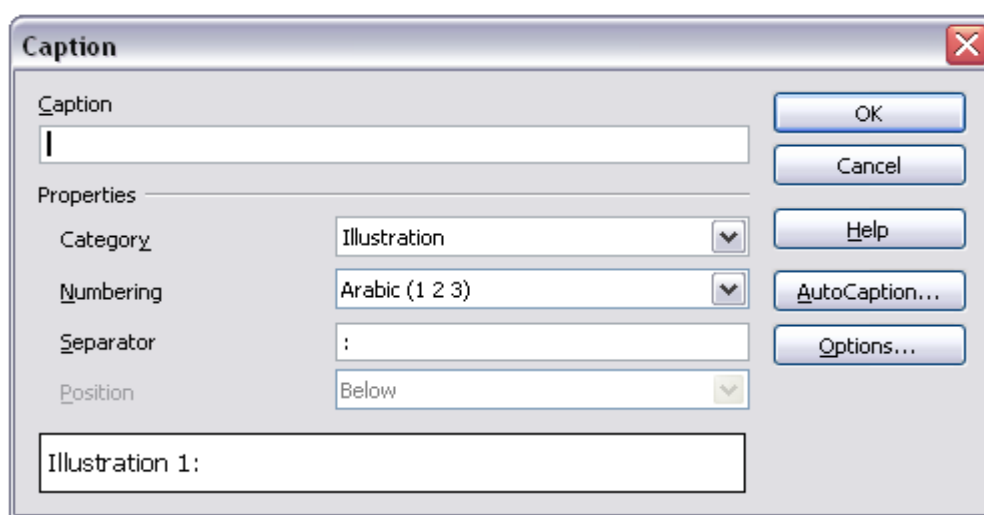 Caption
Caption
OK
Cancel
Properties
Category
Illustration
Help
Numbering
Arabic (1 2 3)
AutoCaption...
Separator
:
Options...
Position
Below
Illustration 1: